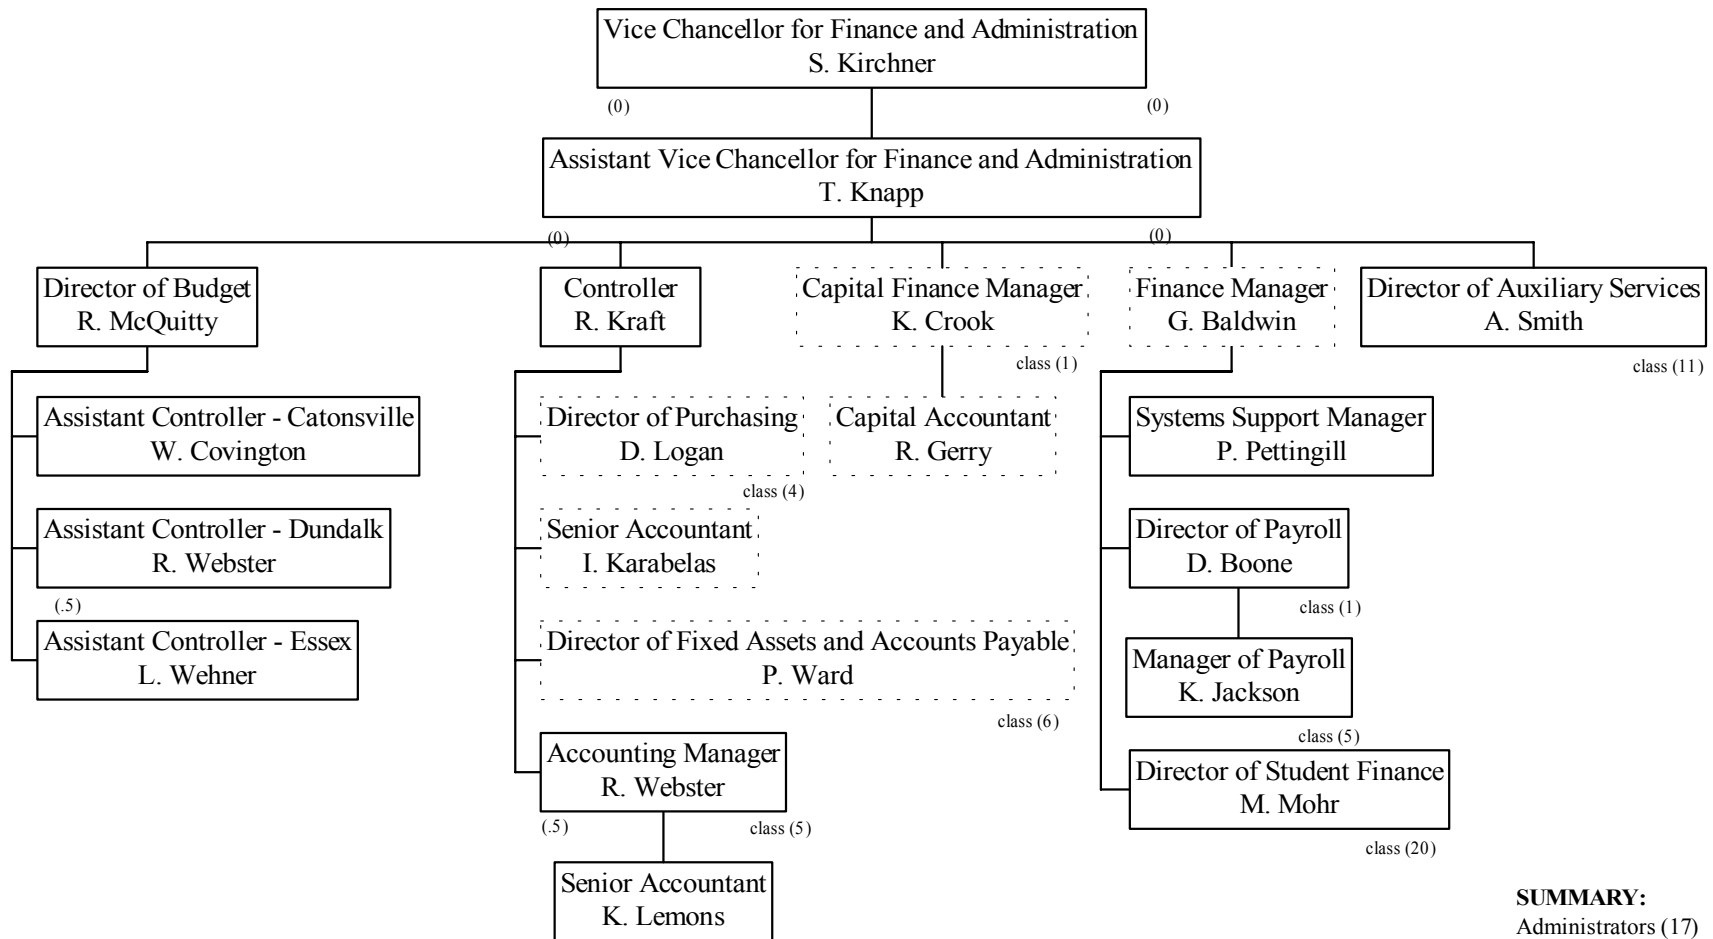 Vice Chancellor for Finance and Administration
S. Kirchner
(0)
(0)
Assistant Vice Chancellor for Finance and Administration
T. Knapp
(0)
(0)
Director of Budget
R. McQuitty
Controller
R. Kraft
Capital Finance Manager
K. Crook
class (1)
Finance Manager
G. Baldwin
Director of Auxiliary Services
A. Smith
class (11)
Assistant Controller - Catonsville
W. Covington
Assistant Controller - Dundalk
R. Webster
(.5)
Assistant Controller - Essex
L. Wehner
Director of Purchasing
D. Logan
class (4)
Senior Accountant
I. Karabelas
Director of Fixed Assets and Accounts Payable
P. Ward
class (6)
Accounting Manager
R. Webster
(.5)
class (5)
Senior Accountant
K. Lemons
Capital Accountant
R. Gerry
Systems Support Manager
P. Pettingill
Director of Payroll
D. Boone
class (1)
Manager of Payroll
K. Jackson
class (5)
Director of Student Finance
M. Mohr
class (20)
SUMMARY:
Administrators (17)